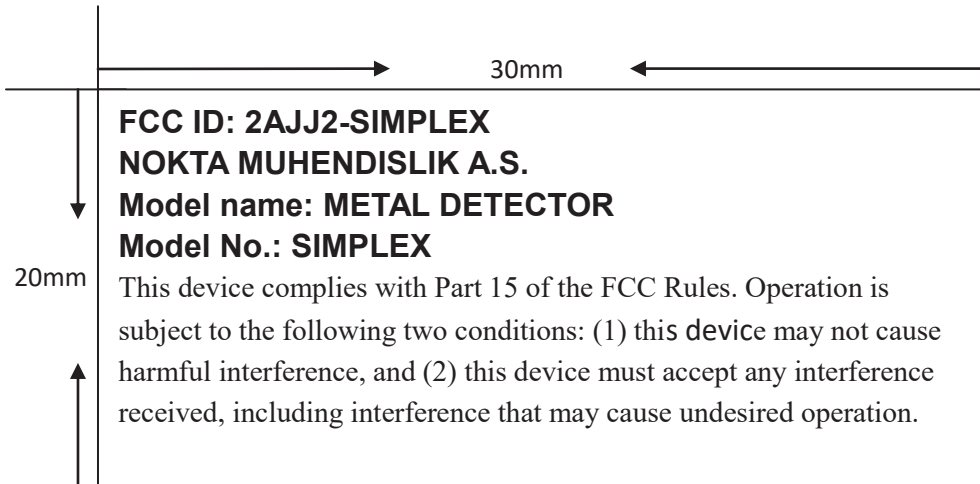 30mm
FCC ID: 2AJJ2-SIMPLEX
NOKTA MUHENDISLIK A.S.
Model name: METAL DETECTOR
Model No.: SIMPLEX
20mm
This device complies with Part 15 of the FCC Rules. Operation is
subject to the following two conditions: (1) this device may not cause
harmful interference, and (2) this device must accept any interference
received, including interference that may cause undesired operation.